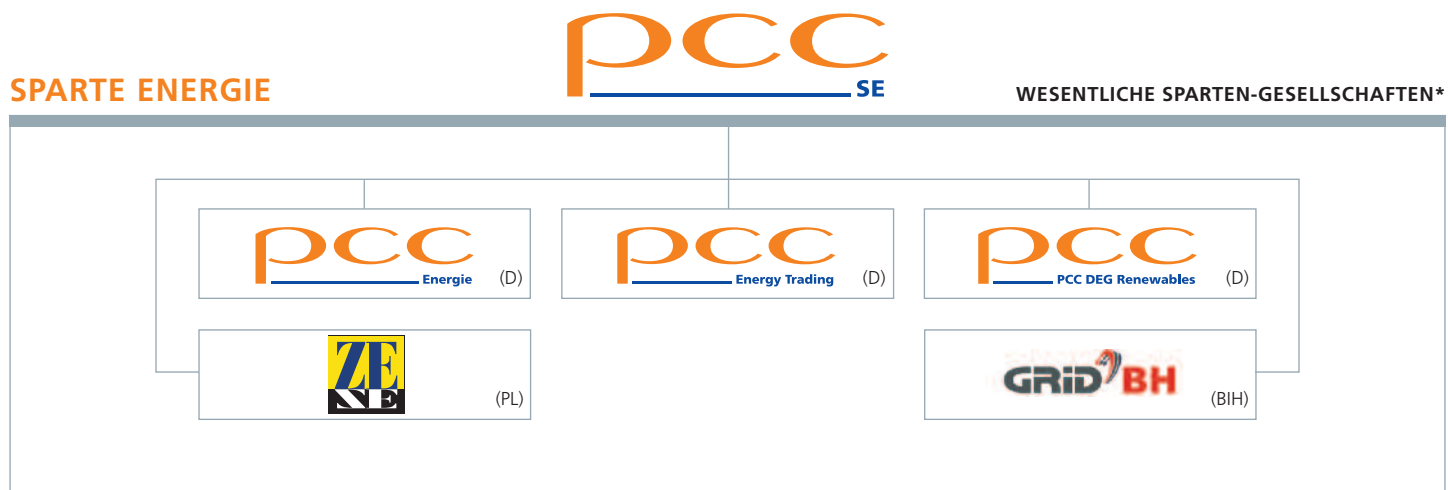 pcc
SE
SPARTE ENERGIE
WESENTLICHE SPARTEN-GESELLSCHAFTEN*
pcc
Energie
(D)
pcc
Energy Trading
(D)
pcc
PCC DEG Renewables
(D)
ZE
NE
(PL)
GRiD BH
(BIH)